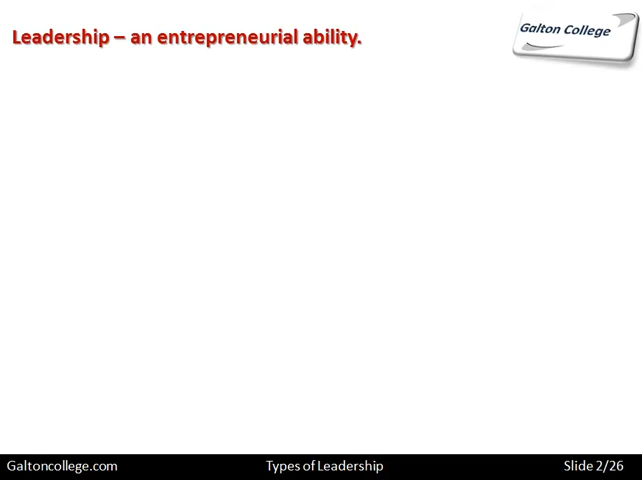 Leadership – an entrepreneurial ability.
Galton College
Galtoncollege.com
Types of Leadership
Slide 2/26